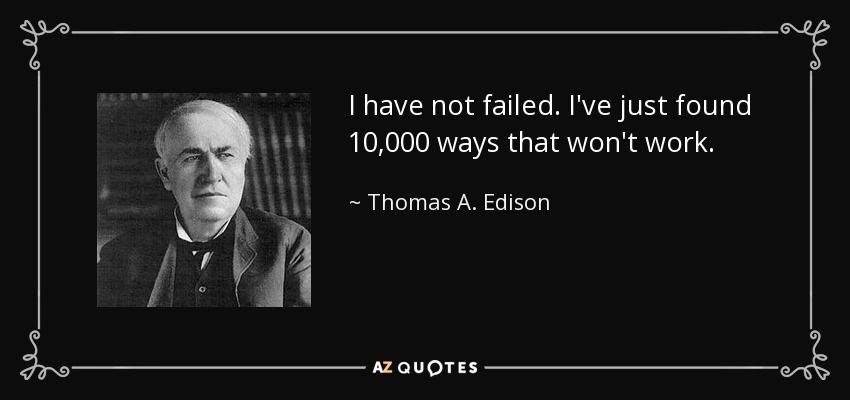 I have not failed. I've just found
10,000 ways that won't work.
~ Thomas A. Edison
AZ QUOTES